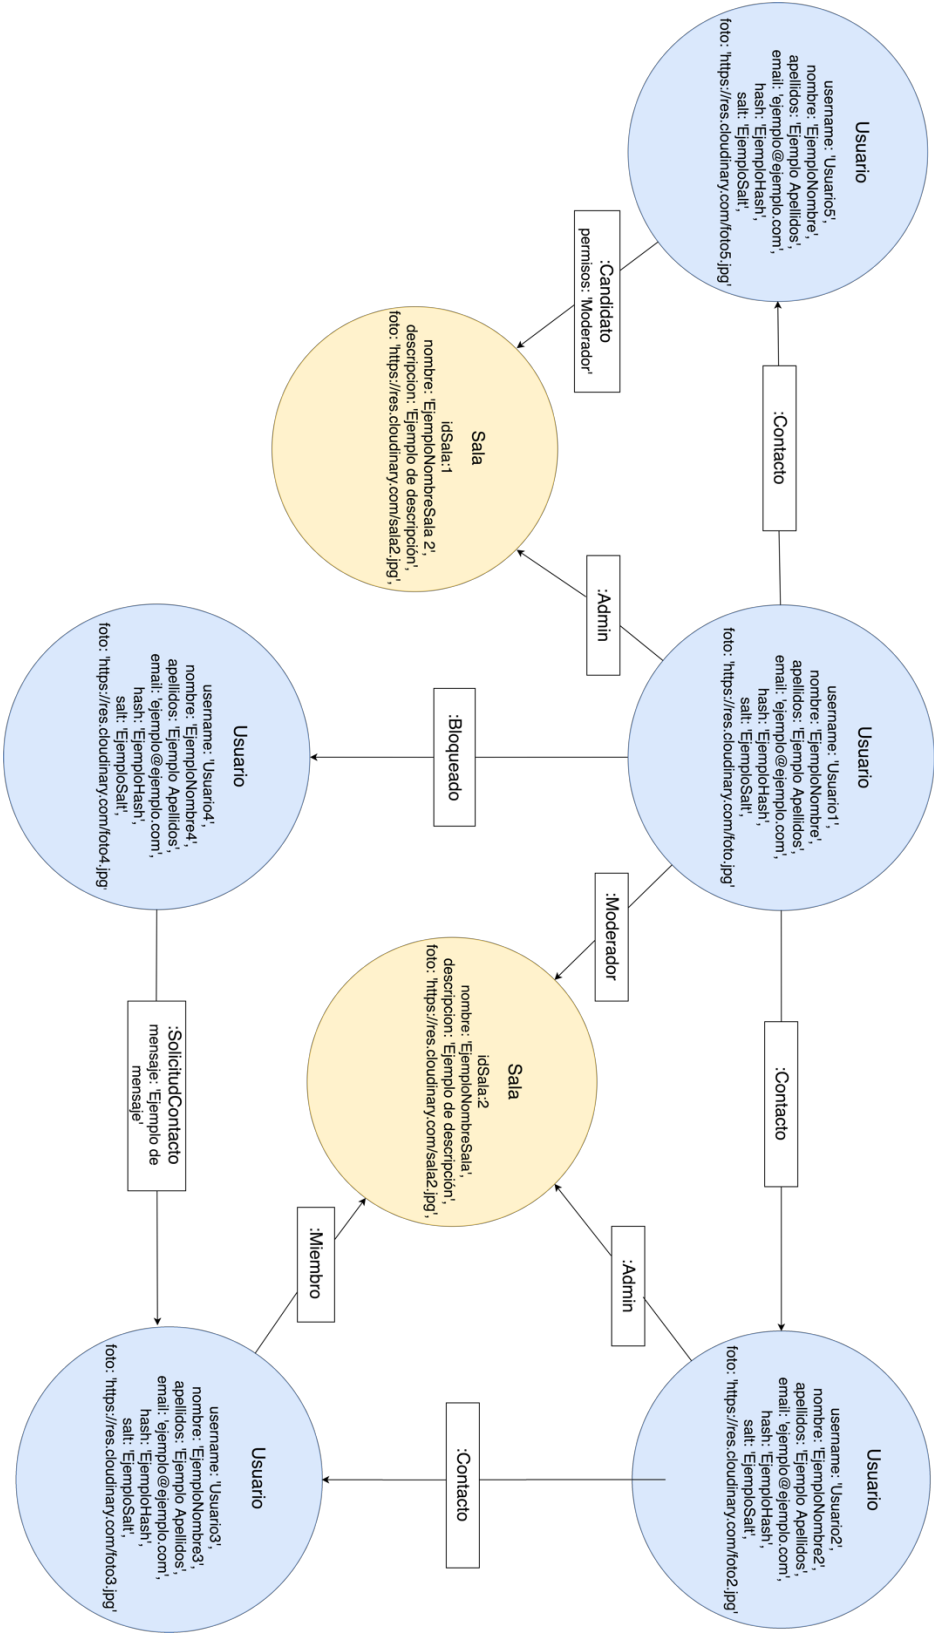 Usuario
username: 'Usuario5',
nombre: 'EjemploNombre',
apellidos: 'Ejemplo Apellidos',
email: 'ejemplo@ejemplo.com',
hash: 'EjemploHash',
salt: 'EjemploSalt',
foto: 'https://res.cloudinary.com/foto5.jpg'
:Contacto
Usuario
username: 'Usuario1',
nombre: 'EjemploNombre',
apellidos: 'Ejemplo Apellidos',
email: 'ejemplo@ejemplo.com',
hash: 'EjemploHash',
salt: 'EjemploSalt',
foto: 'https://res.cloudinary.com/foto.jpg'
:Contacto
Usuario
username: 'Usuario2',
nombre: 'EjemploNombre2',
apellidos: 'Ejemplo Apellidos',
email: 'ejemplo@ejemplo.com',
hash: 'EjemploHash',
salt: 'EjemploSalt',
foto: 'https://res.cloudinary.com/foto2.jpg'
:Candidato
permisos: 'Moderador'
:Admin
:Moderador
:Admin
Sala
idSala:1
nombre: 'EjemploNombreSala 2',
descripcion: 'Ejemplo de descripción',
foto: 'https://res.cloudinary.com/sala2.jpg',
:Bloqueado
Sala
idSala:2
nombre: 'EjemploNombreSala',
descripcion: 'Ejemplo de descripción',
foto: 'https://res.cloudinary.com/sala2.jpg',
:Contacto
Usuario
username: 'Usuario4',
nombre: 'EjemploNombre4',
apellidos: 'Ejemplo Apellidos',
email: 'ejemplo@ejemplo.com',
hash: 'EjemploHash',
salt: 'EjemploSalt',
foto: 'https://res.cloudinary.com/foto4.jpg
:SolicitudContacto
mensaje: 'Ejemplo de
mensaje'
:Miembro
Usuario
username: 'Usuario3',
nombre: 'EjemploNombre3',
apellidos: 'Ejemplo Apellidos',
email: 'ejemplo@ejemplo.com',
hash: 'EjemploHash',
salt: 'EjemploSalt',
foto: 'https://res.cloudinary.com/foto3.jpg'